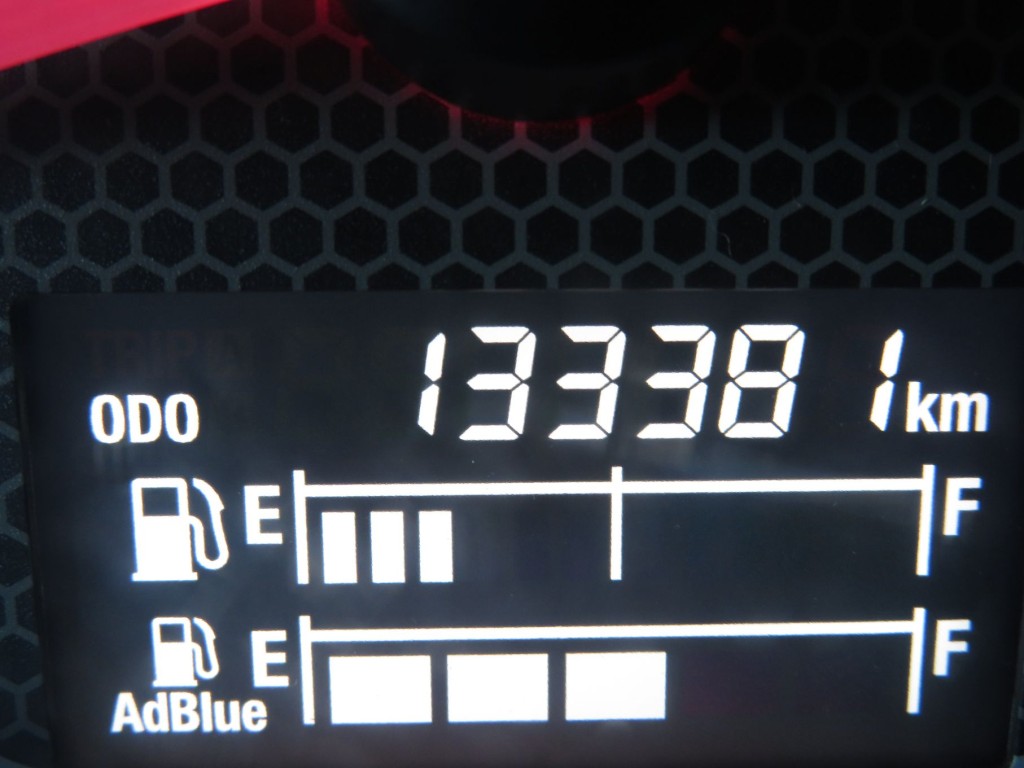 ODO 133381 km
E F
E F
AdBlue